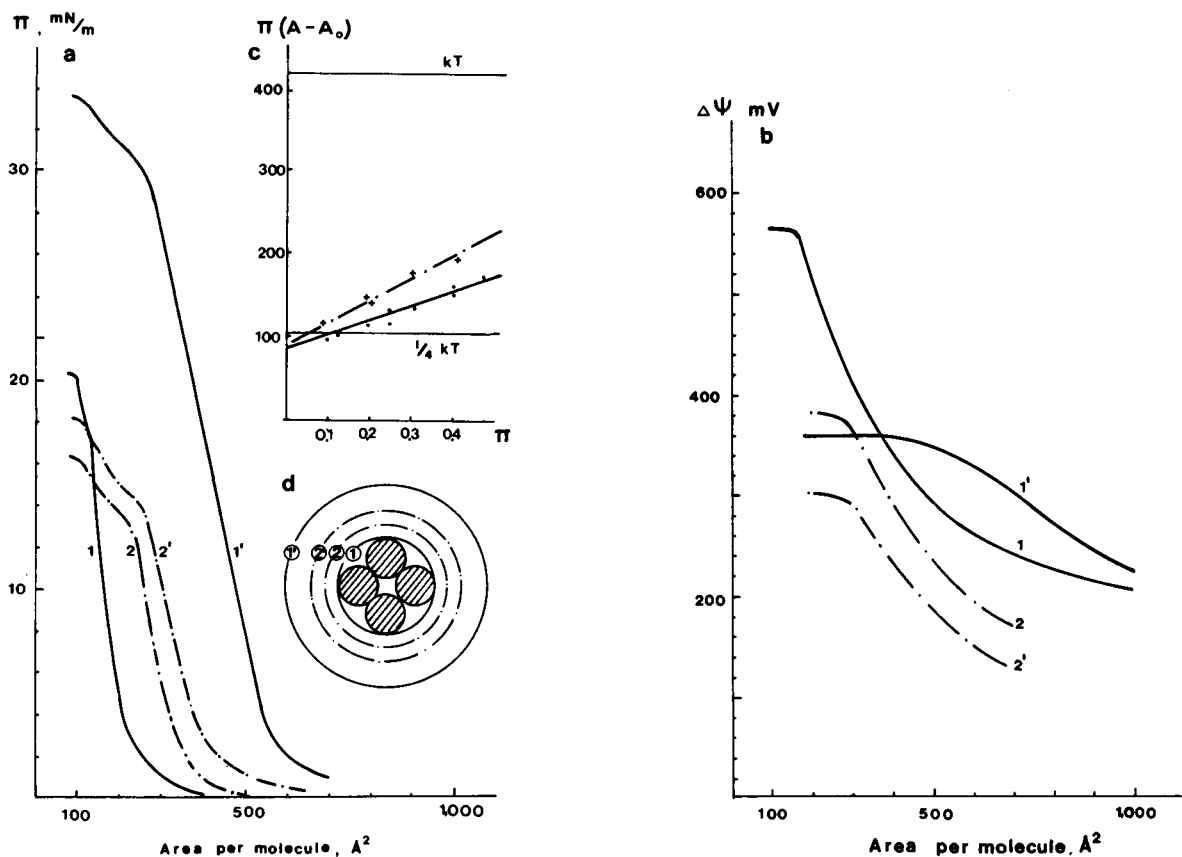 π , mN/m
a
30
20
10
1
2
2'
1'
100
500
1.000
Area per molecule, Å²
π (A-A₀)
c
400
300
200
100
kT
1/4 kT
0,1
0,2
0,3
0,4
π
d
1'
2
2
1
ΔΨ mV
b
600
400
200
1'
1
2
2'
100
500
1.000
Area per molecule, Å²